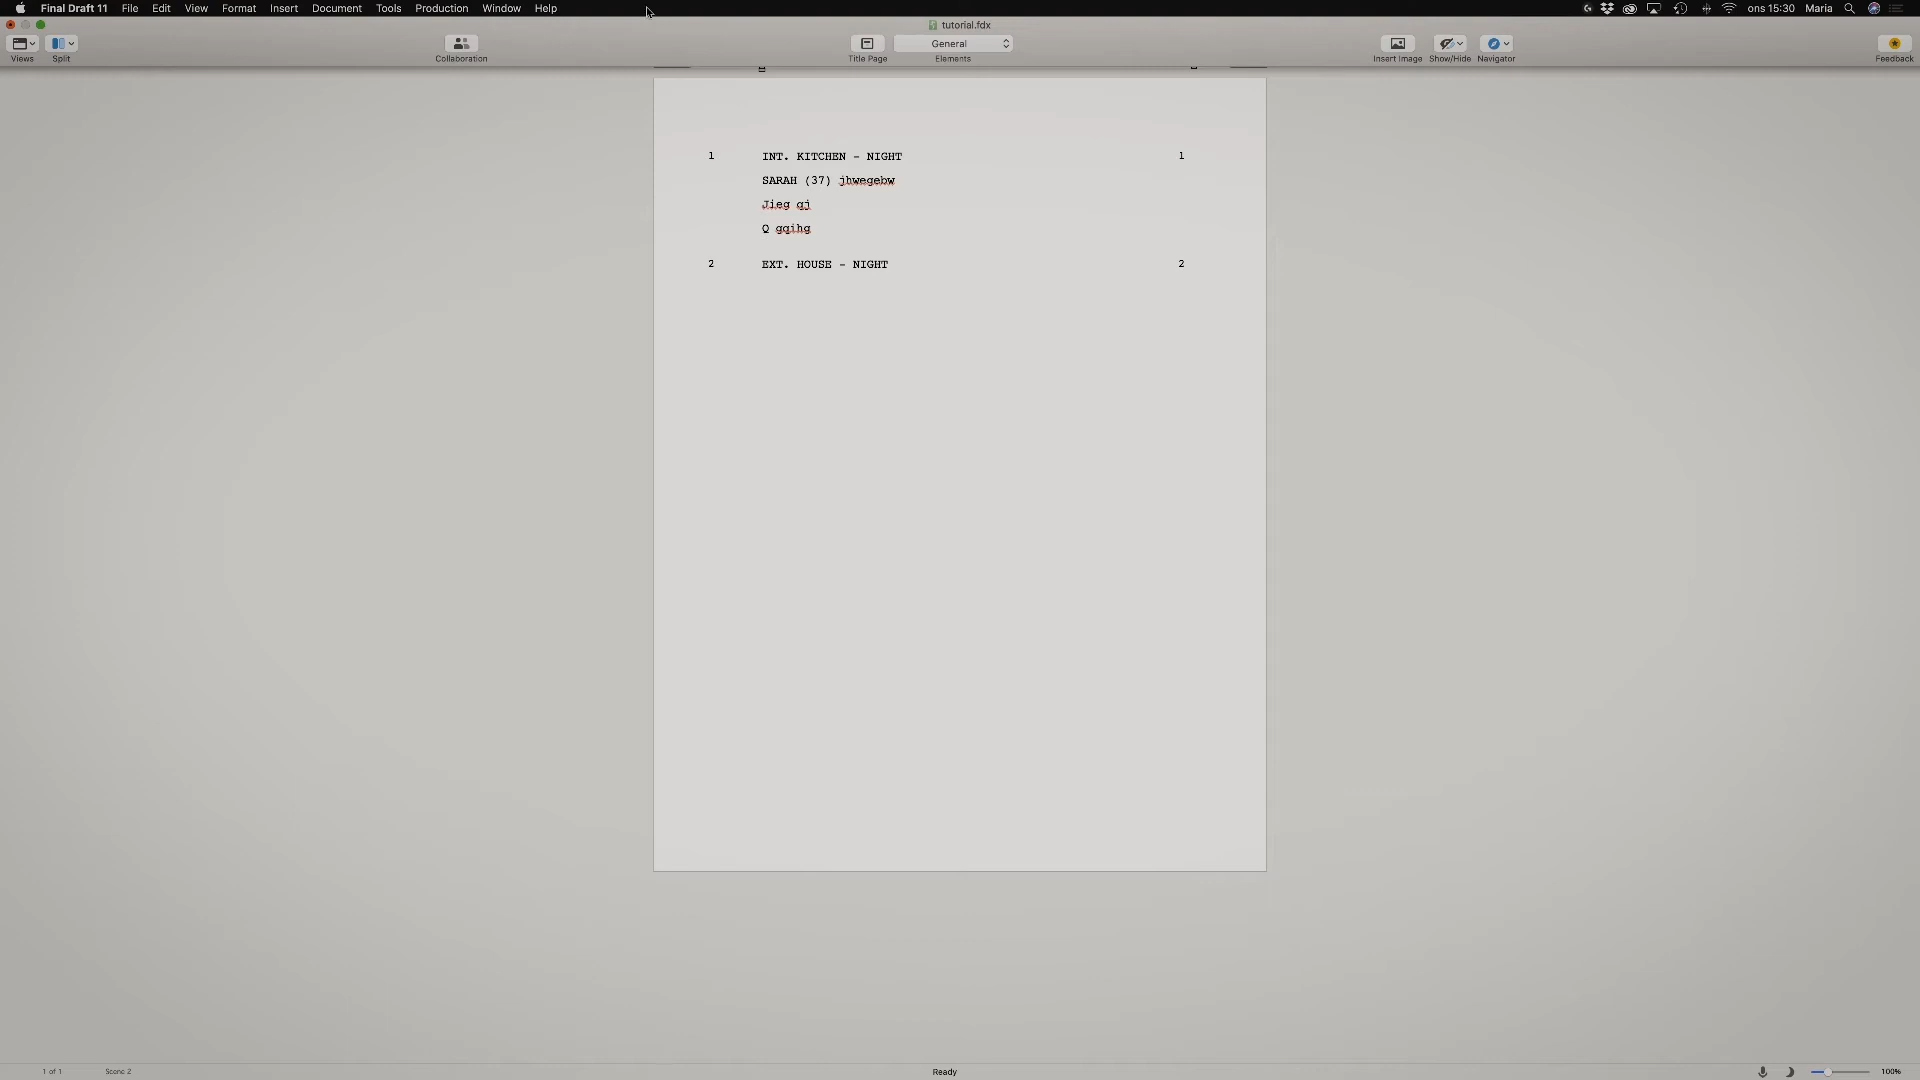 Final Draft 11 File Edit View Format Insert Document Tools Production Window Help ons 15:30 Maria
tutorial.fdx
General
Views Split Collaboration Title Page Elements Insert Image Show/Hide Navigator Feedback
1 INT. KITCHEN - NIGHT 1
SARAH (37) jhwegebw
Jieg gj
Q gqihg
2 EXT. HOUSE - NIGHT 2
1 of 1 Scene 2 Ready 100%